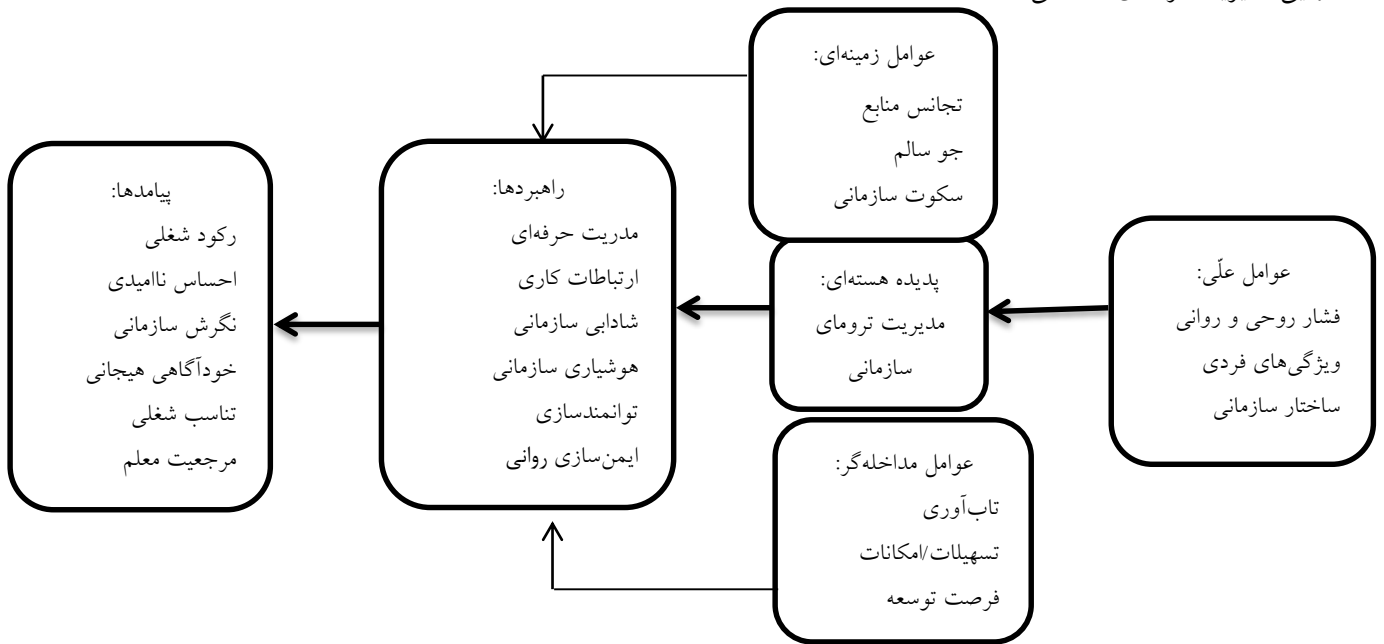 عوامل زمینه‌ای:
تجانس منابع
جو سالم
سکوت سازمانی
عوامل علّی:
فشار روحی و روانی
ویژگی‌های فردی
ساختار سازمانی
پدیده هسته‌ای:
مدیریت ترومای
سازمانی
عوامل مداخله‌گر:
تاب‌آوری
تسهیلات/امکانات
فرصت توسعه
راهبردها:
مدریت حرفه‌ای
ارتباطات کاری
شادابی سازمانی
هوشیاری سازمانی
توانمندسازی
ایمن‌سازی روانی
پیامدها:
رکود شغلی
احساس ناامیدی
نگرش سازمانی
خودآگاهی هیجانی
تناسب شغلی
مرجعیت معلم